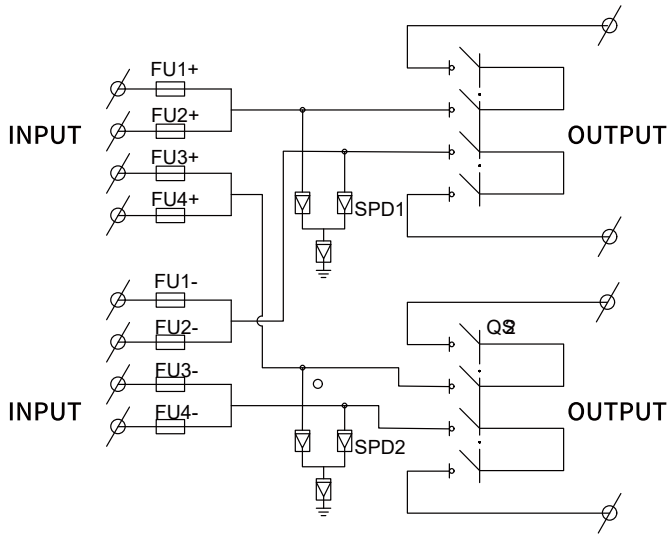 FU1+
FU2+
INPUT
OUTPUT
FU3+
FU4+
SPD1
FU1-
FU2-
FU3-
INPUT
OUTPUT
FU4-
SPD2